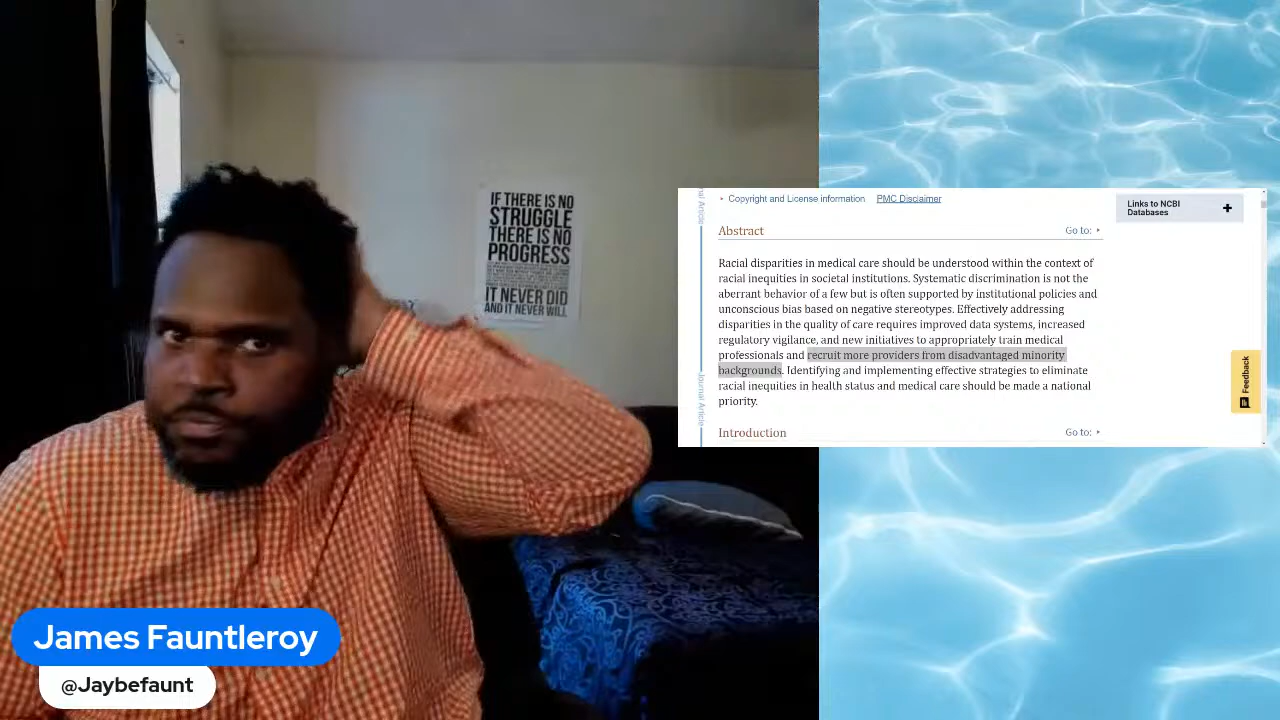 IF THERE IS NO
STRUGGLE
THERE IS NO
PROGRESS
IT NEVER DID
AND IT NEVER WILL
James Fauntleroy
@Jaybefaunt
Copyright and License information PMC Disclaimer
Links to NCBI
Databases
Abstract
Go to:
Racial disparities in medical care should be understood within the context of
racial inequities in societal institutions. Systematic discrimination is not the
aberrant behavior of a few but is often supported by institutional policies and
unconscious bias based on negative stereotypes. Effectively addressing
disparities in the quality of care requires improved data systems, increased
regulatory vigilance, and new initiatives to appropriately train medical
professionals and recruit more providers from disadvantaged minority
backgrounds. Identifying and implementing effective strategies to eliminate
racial inequities in health status and medical care should be made a national
priority.
Journal Article
Feedback
Introduction
Go to: